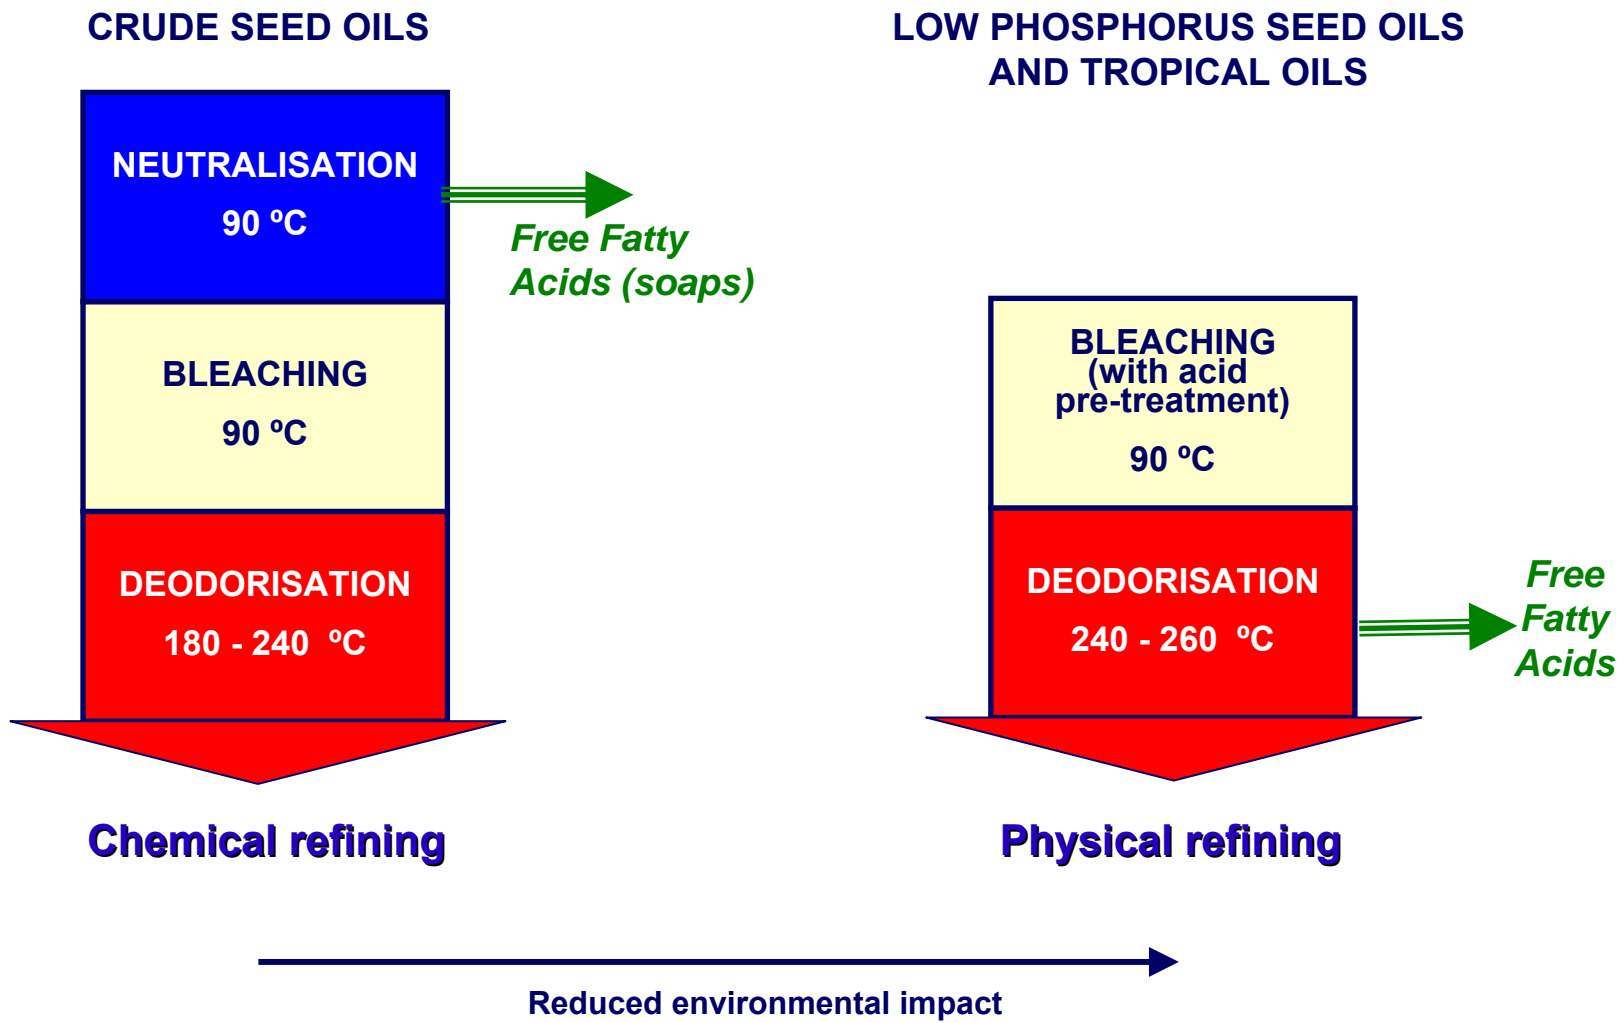 CRUDE SEED OILS
NEUTRALISATION
90 ºC
Free Fatty
Acids (soaps)
BLEACHING
90 ºC
DEODORISATION
180 - 240 ºC
Chemical refining
LOW PHOSPHORUS SEED OILS
AND TROPICAL OILS
BLEACHING
(with acid
pre-treatment)
90 ºC
DEODORISATION
240 - 260 ºC
Free
Fatty
Acids
Physical refining
Reduced environmental impact